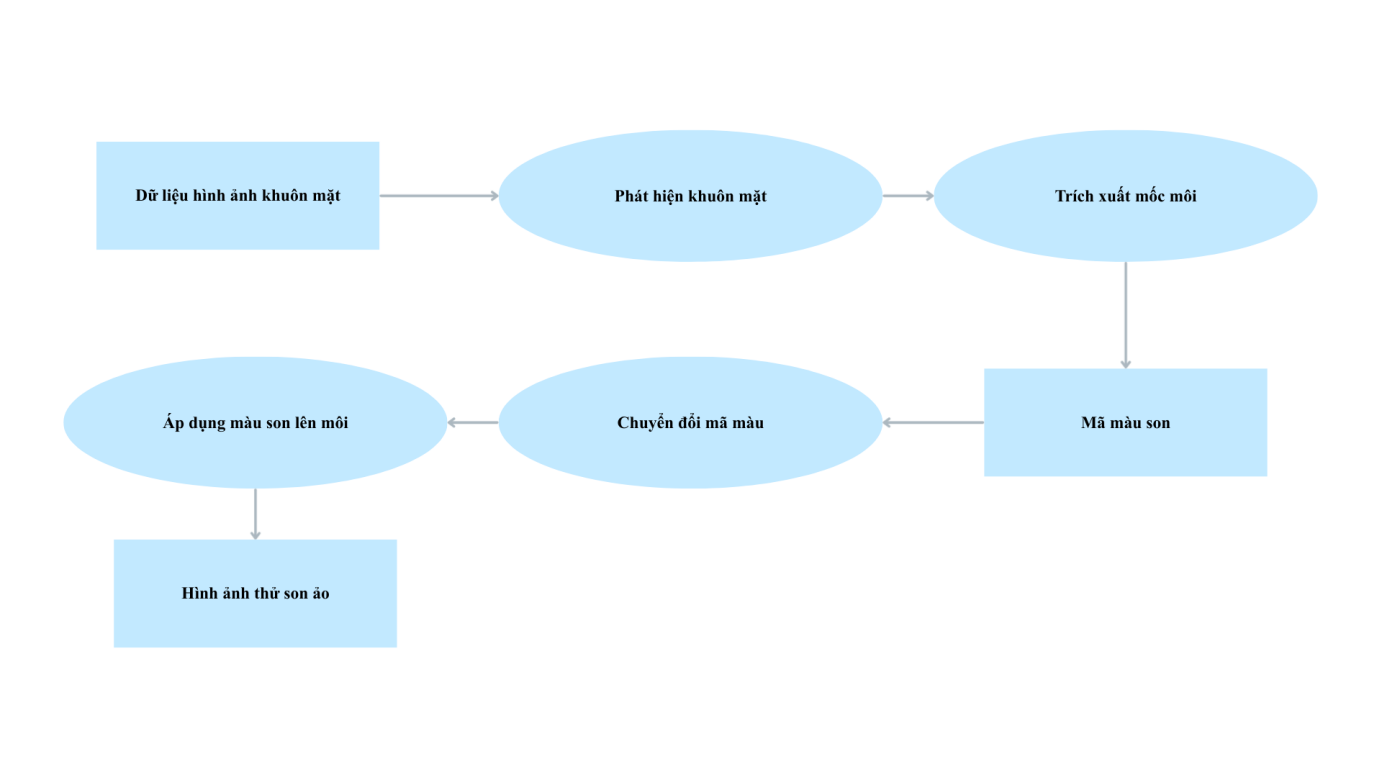 Dữ liệu hình ảnh khuôn mặt
Phát hiện khuôn mặt
Trích xuất mốc môi
Mã màu son
Chuyển đổi mã màu
Áp dụng màu son lên môi
Hình ảnh thử son ảo